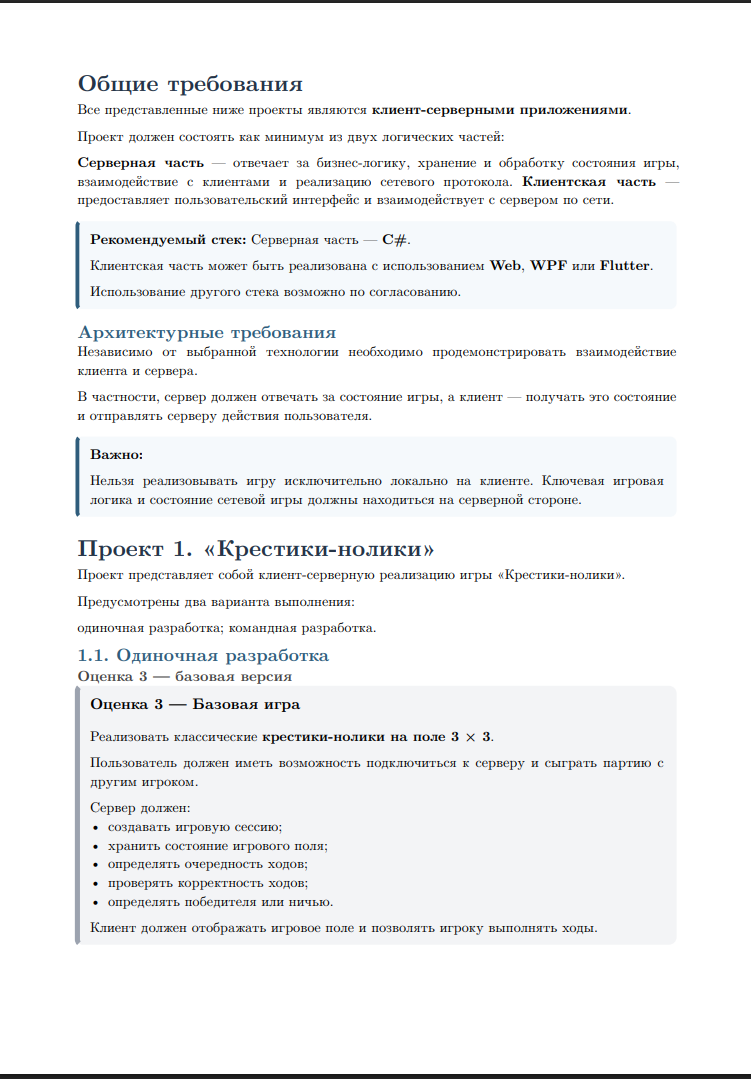 Общие требования
Все представленные ниже проекты являются клиент-серверными приложениями.
Проект должен состоять как минимум из двух логических частей:
Серверная часть — отвечает за бизнес-логику, хранение и обработку состояния игры,
взаимодействие с клиентами и реализацию сетевого протокола. Клиентская часть —
предоставляет пользовательский интерфейс и взаимодействует с сервером по сети.
Рекомендуемый стек: Серверная часть — C#.
Клиентская часть может быть реализована с использованием Web, WPF или Flutter.
Использование другого стека возможно по согласованию.
Архитектурные требования
Независимо от выбранной технологии необходимо продемонстрировать взаимодействие
клиента и сервера.
В частности, сервер должен отвечать за состояние игры, а клиент — получать это состояние
и отправлять серверу действия пользователя.
Важно:
Нельзя реализовывать игру исключительно локально на клиенте. Ключевая игровая
логика и состояние сетевой игры должны находиться на серверной стороне.
Проект 1. «Крестики-нолики»
Проект представляет собой клиент-серверную реализацию игры «Крестики-нолики».
Предусмотрены два варианта выполнения:
одиночная разработка; командная разработка.
1.1. Одиночная разработка
Оценка 3 — базовая версия
Оценка 3 — Базовая игра
Реализовать классические крестики-нолики на поле 3 × 3.
Пользователь должен иметь возможность подключиться к серверу и сыграть партию с
другим игроком.
Сервер должен:
• создавать игровую сессию;
• хранить состояние игрового поля;
• определять очередность ходов;
• проверять корректность ходов;
• определять победителя или ничью.
Клиент должен отображать игровое поле и позволять игроку выполнять ходы.